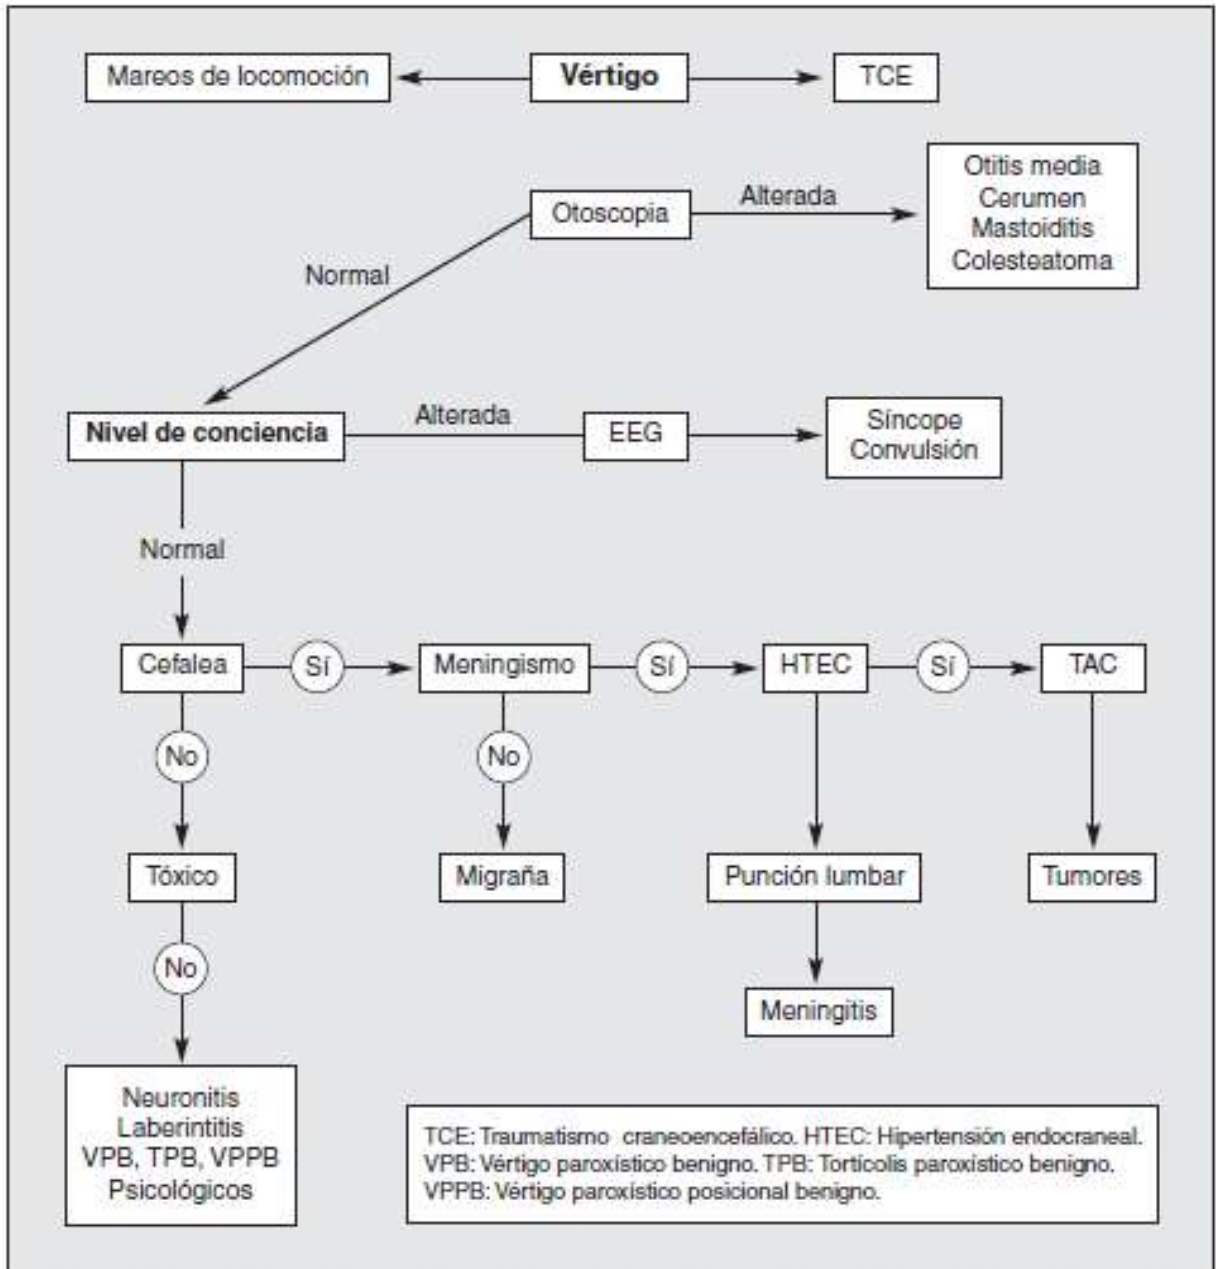 Mareos de locomoción
Vértigo
TCE
Otoscopia
Alterada
Otitis media
Cerumen
Mastoiditis
Colesteatoma
Normal
Nivel de conciencia
Alterada
EEG
Síncope
Convulsión
Normal
Cefalea
Sí
Meningismo
Sí
HTEC
Sí
TAC
No
No
Tóxico
Migraña
Punción lumbar
Tumores
No
Meningitis
Neuronitis
Laberintitis
VPB, TPB, VPPB
Psicológicos
TCE: Traumatismo craneoencefálico. HTEC: Hipertensión endocraneal.
VPB: Vértigo paroxístico benigno. TPB: Tortícolis paroxístico benigno.
VPPB: Vértigo paroxístico posicional benigno.